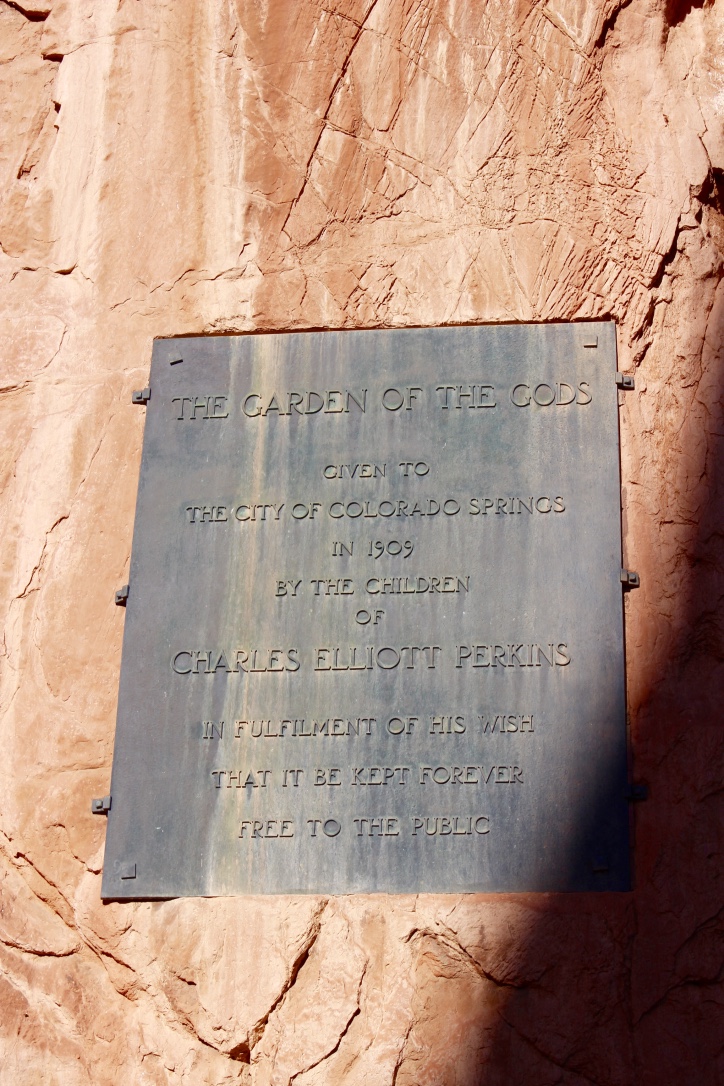 THE GARDEN OF THE GODS
GIVEN TO
THE CITY OF COLORADO SPRINGS
IN 1909
BY THE CHILDREN
OF
CHARLES ELLIOTT PERKINS
IN FULFILMENT OF HIS WISH
THAT IT BE KEPT FOREVER
FREE TO THE PUBLIC